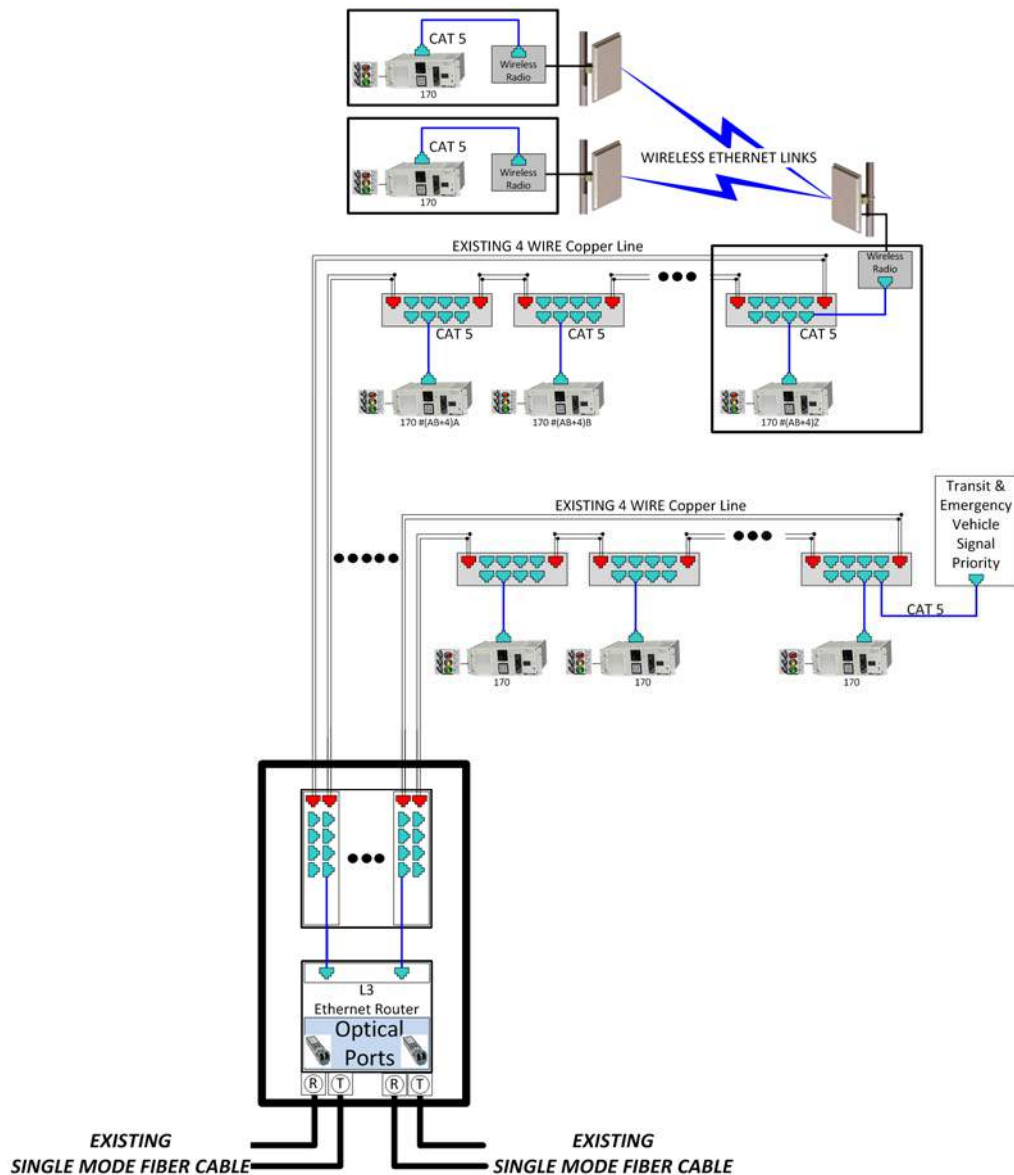 CAT 5
Wireless
Radio
170
CAT 5
Wireless
Radio
170
WIRELESS ETHERNET LINKS
EXISTING 4 WIRE Copper Line
Wireless
Radio
CAT 5
CAT 5
CAT 5
170 #(AB+4)A
170 #(AB+4)B
170 #(AB+4)Z
EXISTING 4 WIRE Copper Line
Transit &
Emergency
Vehicle
Signal
Priority
CAT 5
170
170
170
L3
Ethernet Router
Optical
Ports
R
T
R
T
EXISTING
SINGLE MODE FIBER CABLE
EXISTING
SINGLE MODE FIBER CABLE